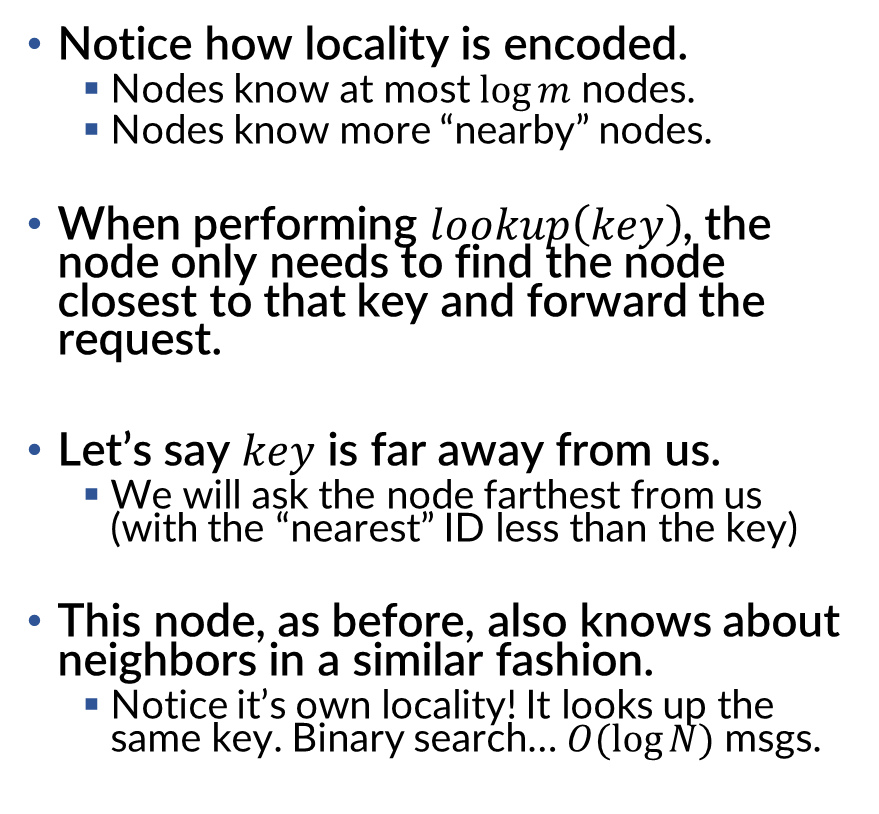 • Notice how locality is encoded.
▪ Nodes know at most log m nodes.
▪ Nodes know more “nearby” nodes.
• When performing lookup(key), the
node only needs to find the node
closest to that key and forward the
request.
• Let’s say key is far away from us.
▪ We will ask the node farthest from us
(with the “nearest” ID less than the key)
• This node, as before, also knows about
neighbors in a similar fashion.
▪ Notice it’s own locality! It looks up the
same key. Binary search… O(log N) msgs.